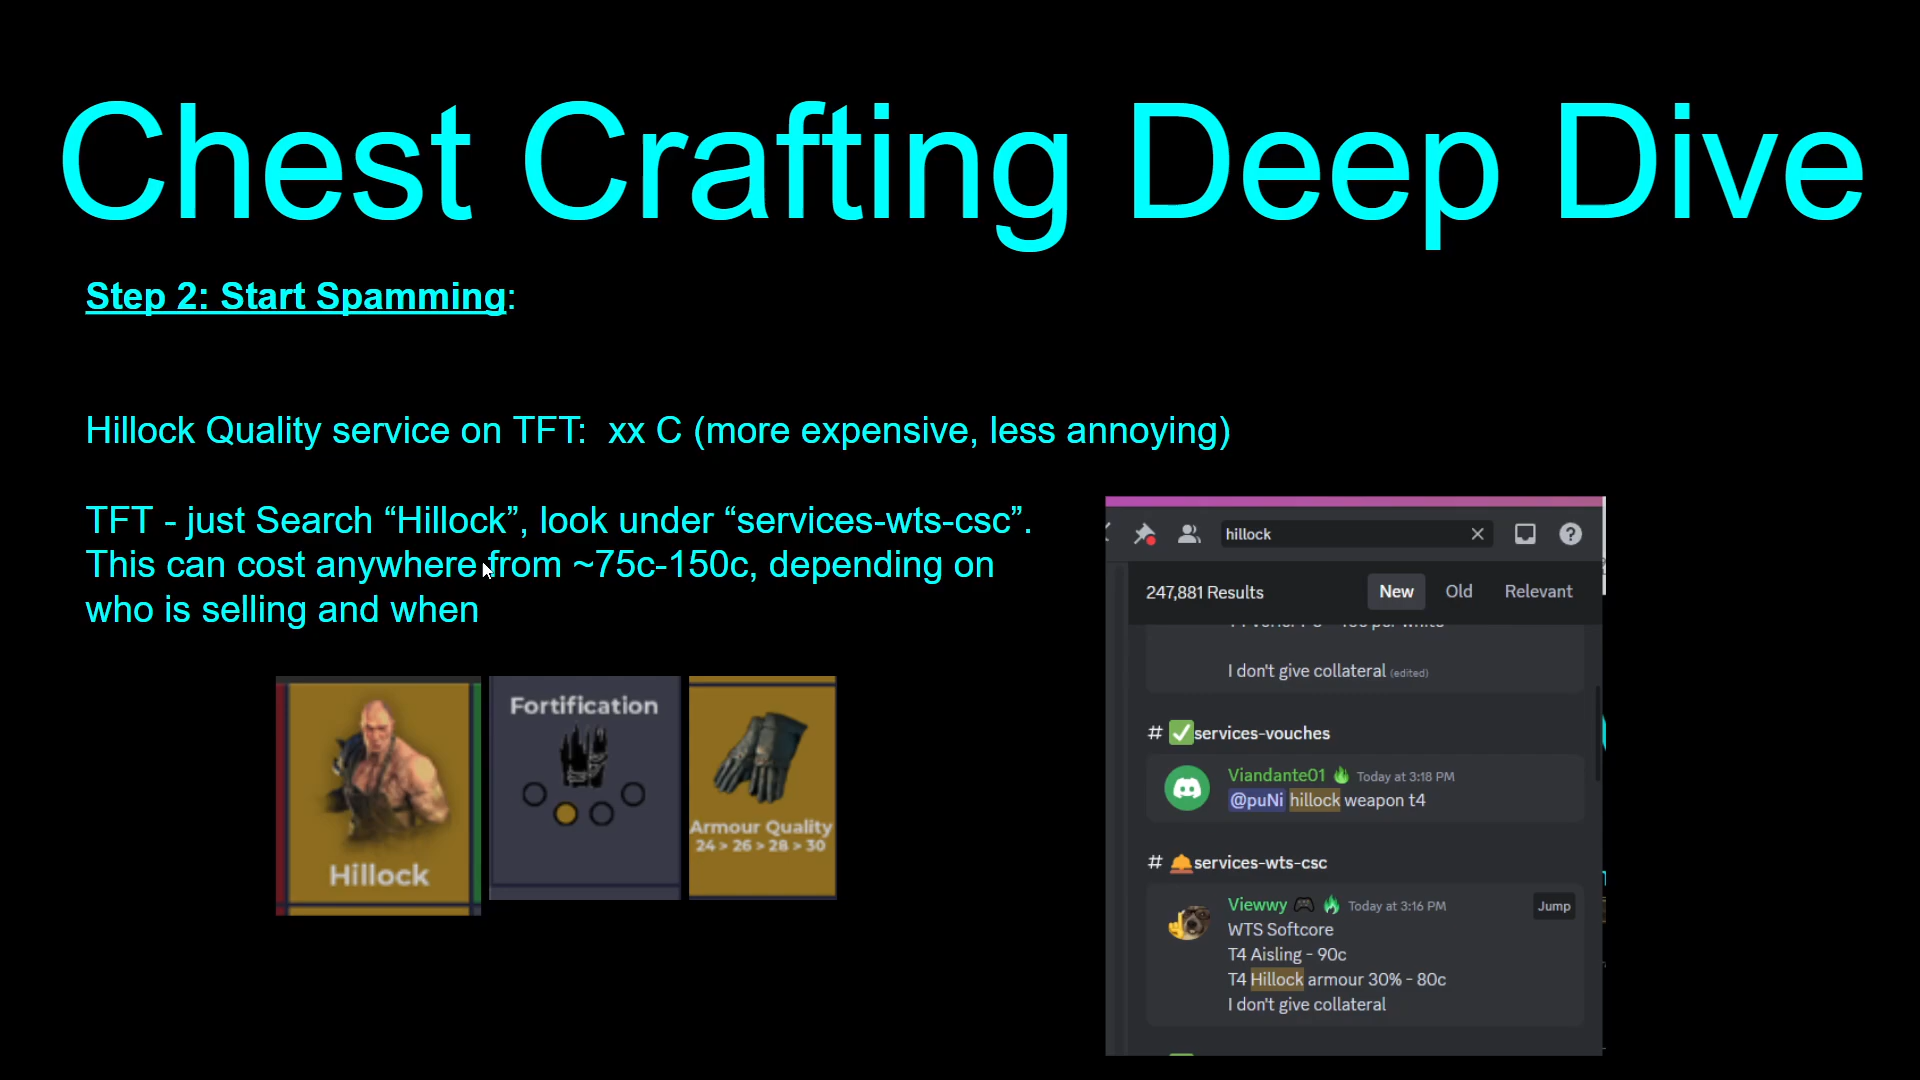 Chest Crafting Deep Dive
Step 2: Start Spamming:
Hillock Quality service on TFT:  xx C (more expensive, less annoying)
TFT - just Search “Hillock”, look under “services-wts-csc”.
This can cost anywhere from ~75c-150c, depending on
who is selling and when
Hillock
Fortification
Armour Quality
24 > 26 > 28 > 30
hillock
247,881 Results
New Old Relevant
I don't give collateral (edited)
# services-vouches
Viandante01 Today at 3:18 PM
@puNi hillock weapon t4
# services-wts-csc
Viewwy Today at 3:16 PM
Jump
WTS Softcore
T4 Aisling - 90c
T4 Hillock armour 30% - 80c
I don't give collateral